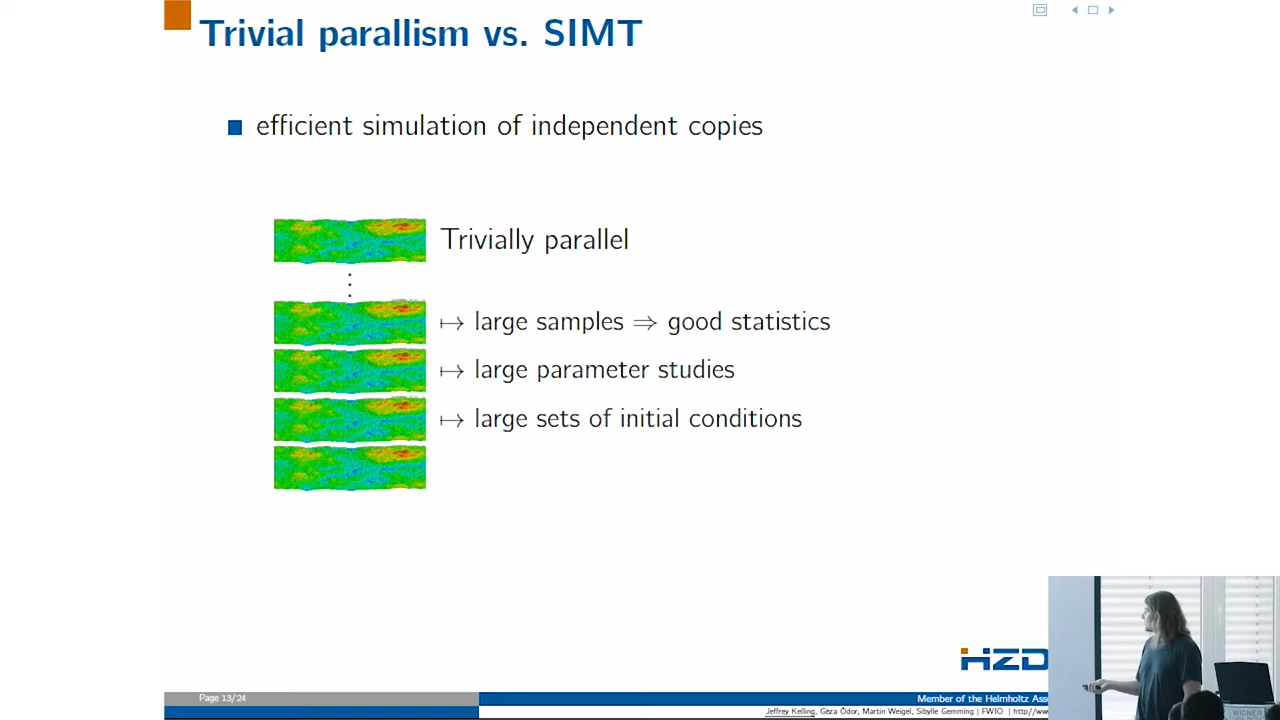 Trivial parallism vs. SIMT
efficient simulation of independent copies
Trivially parallel
↦ large samples ⇒ good statistics
↦ large parameter studies
↦ large sets of initial conditions
HZD
Page 13/24
Member of the Helmholtz Ass
Jeffrey Kelling, Géza Ódor, Martin Weigel, Sibylle Gemming | FWIO | http://ww
WIGNER